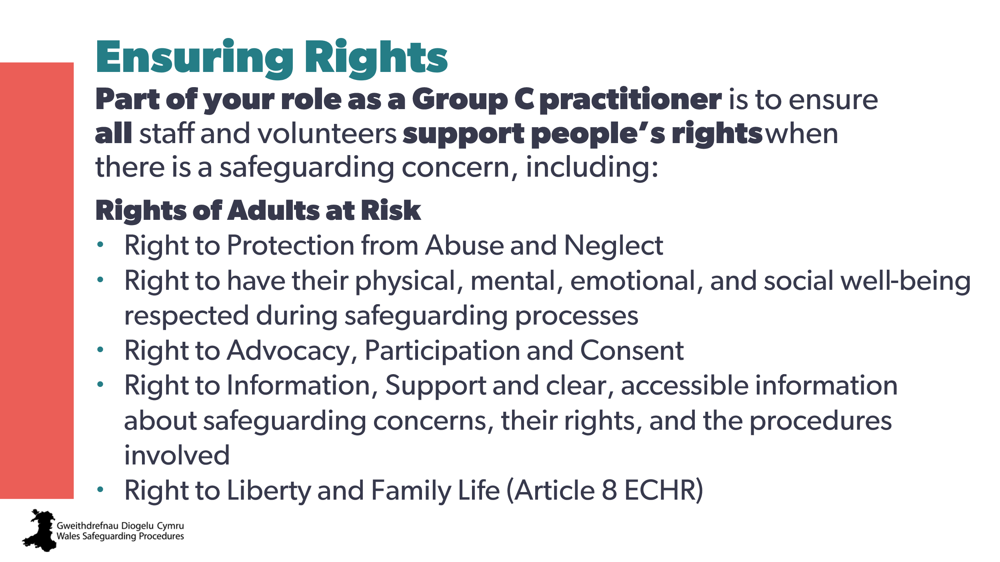 Ensuring Rights
Part of your role as a Group C practitioner is to ensure
all staff and volunteers support people’s rights when
there is a safeguarding concern, including:
Rights of Adults at Risk
• Right to Protection from Abuse and Neglect
• Right to have their physical, mental, emotional, and social well-being
respected during safeguarding processes
• Right to Advocacy, Participation and Consent
• Right to Information, Support and clear, accessible information
about safeguarding concerns, their rights, and the procedures
involved
• Right to Liberty and Family Life (Article 8 ECHR)
Gweithdrefnau Diogelu Cymru
Wales Safeguarding Procedures